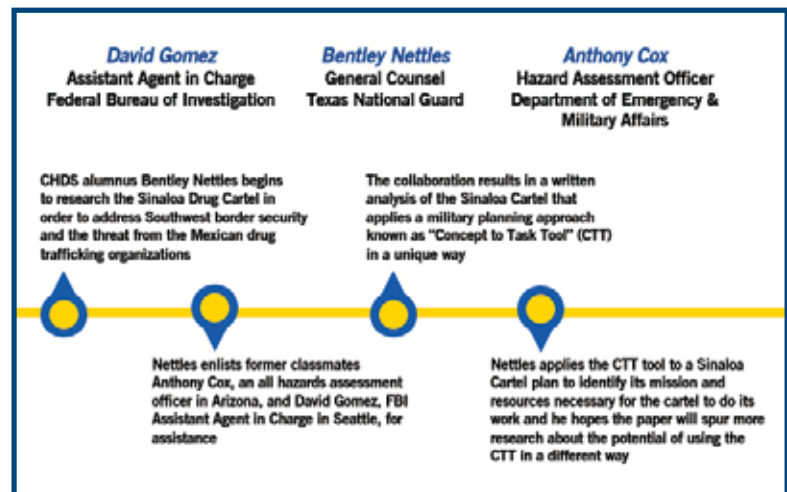 David Gomez
Assistant Agent in Charge
Federal Bureau of Investigation
Bentley Nettles
General Counsel
Texas National Guard
Anthony Cox
Hazard Assessment Officer
Department of Emergency &
Military Affairs
CHDS alumnus Bentley Nettles begins
to research the Sinaloa Drug Cartel in
order to address Southwest border security
and the threat from the Mexican drug
trafficking organizations
The collaboration results in a written
analysis of the Sinaloa Cartel that
applies a military planning approach
known as "Concept to Task Tool" (CTT)
in a unique way
Nettles enlists former classmates
Anthony Cox, an all hazards assessment
officer in Arizona, and David Gomez, FBI
Assistant Agent in Charge in Seattle, for
assistance
Nettles applies the CTT tool to a Sinaloa
Cartel plan to identify its mission and
resources necessary for the cartel to do its
work and he hopes the paper will spur more
research about the potential of using the
CTT in a different way